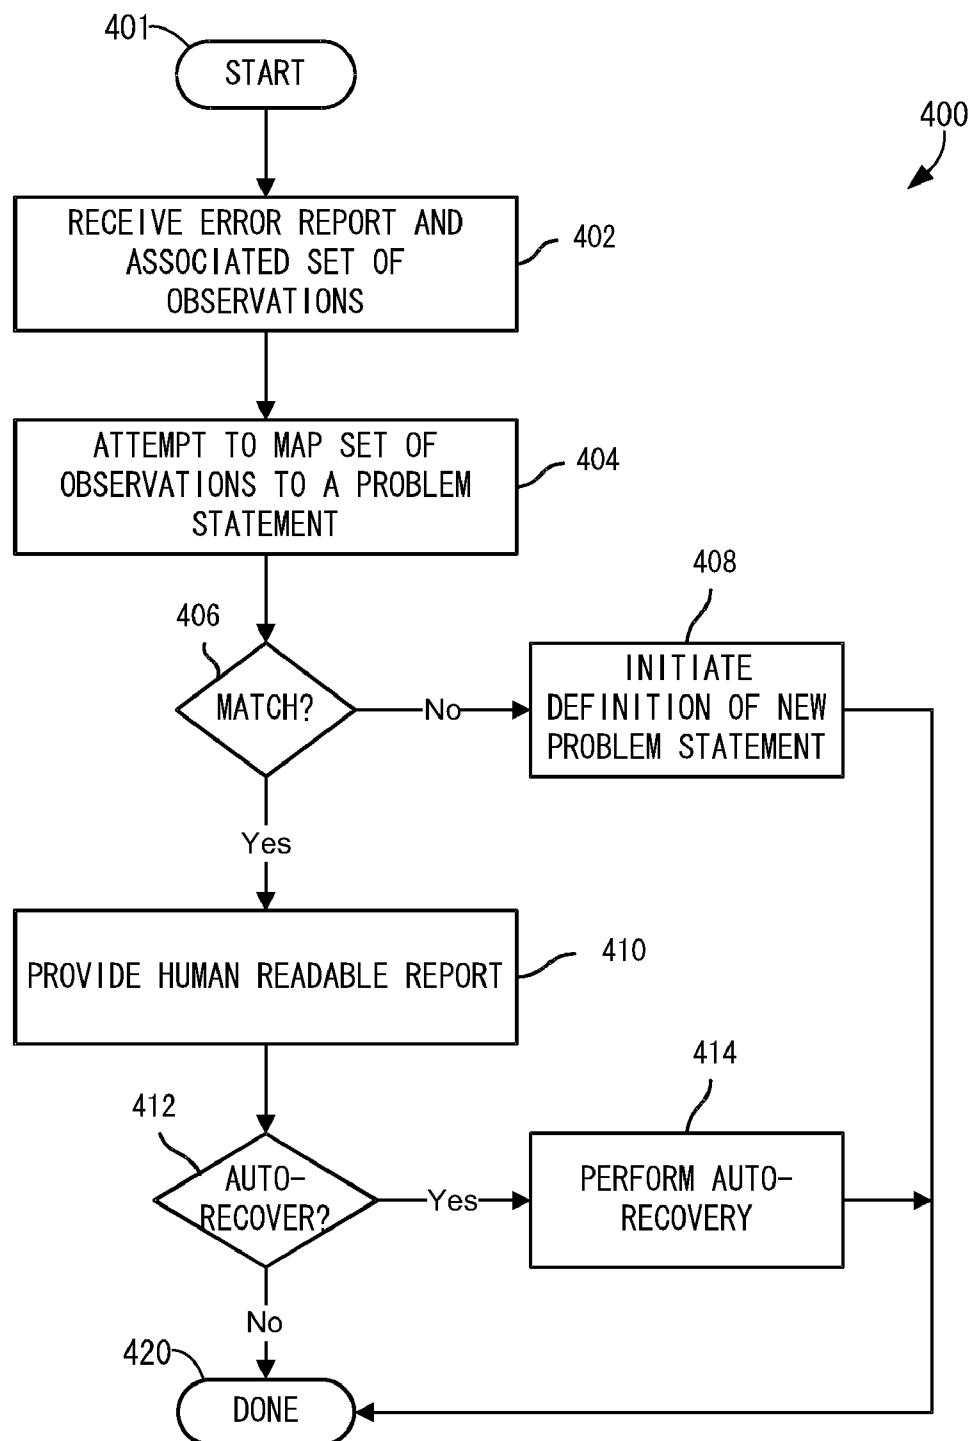 401
START
400
RECEIVE ERROR REPORT AND
ASSOCIATED SET OF
OBSERVATIONS
402
ATTEMPT TO MAP SET OF
OBSERVATIONS TO A PROBLEM
STATEMENT
404
406
MATCH?
No
408
INITIATE
DEFINITION OF NEW
PROBLEM STATEMENT
Yes
PROVIDE HUMAN READABLE REPORT
410
412
AUTO-
RECOVER?
Yes
414
PERFORM AUTO-
RECOVERY
No
420
DONE